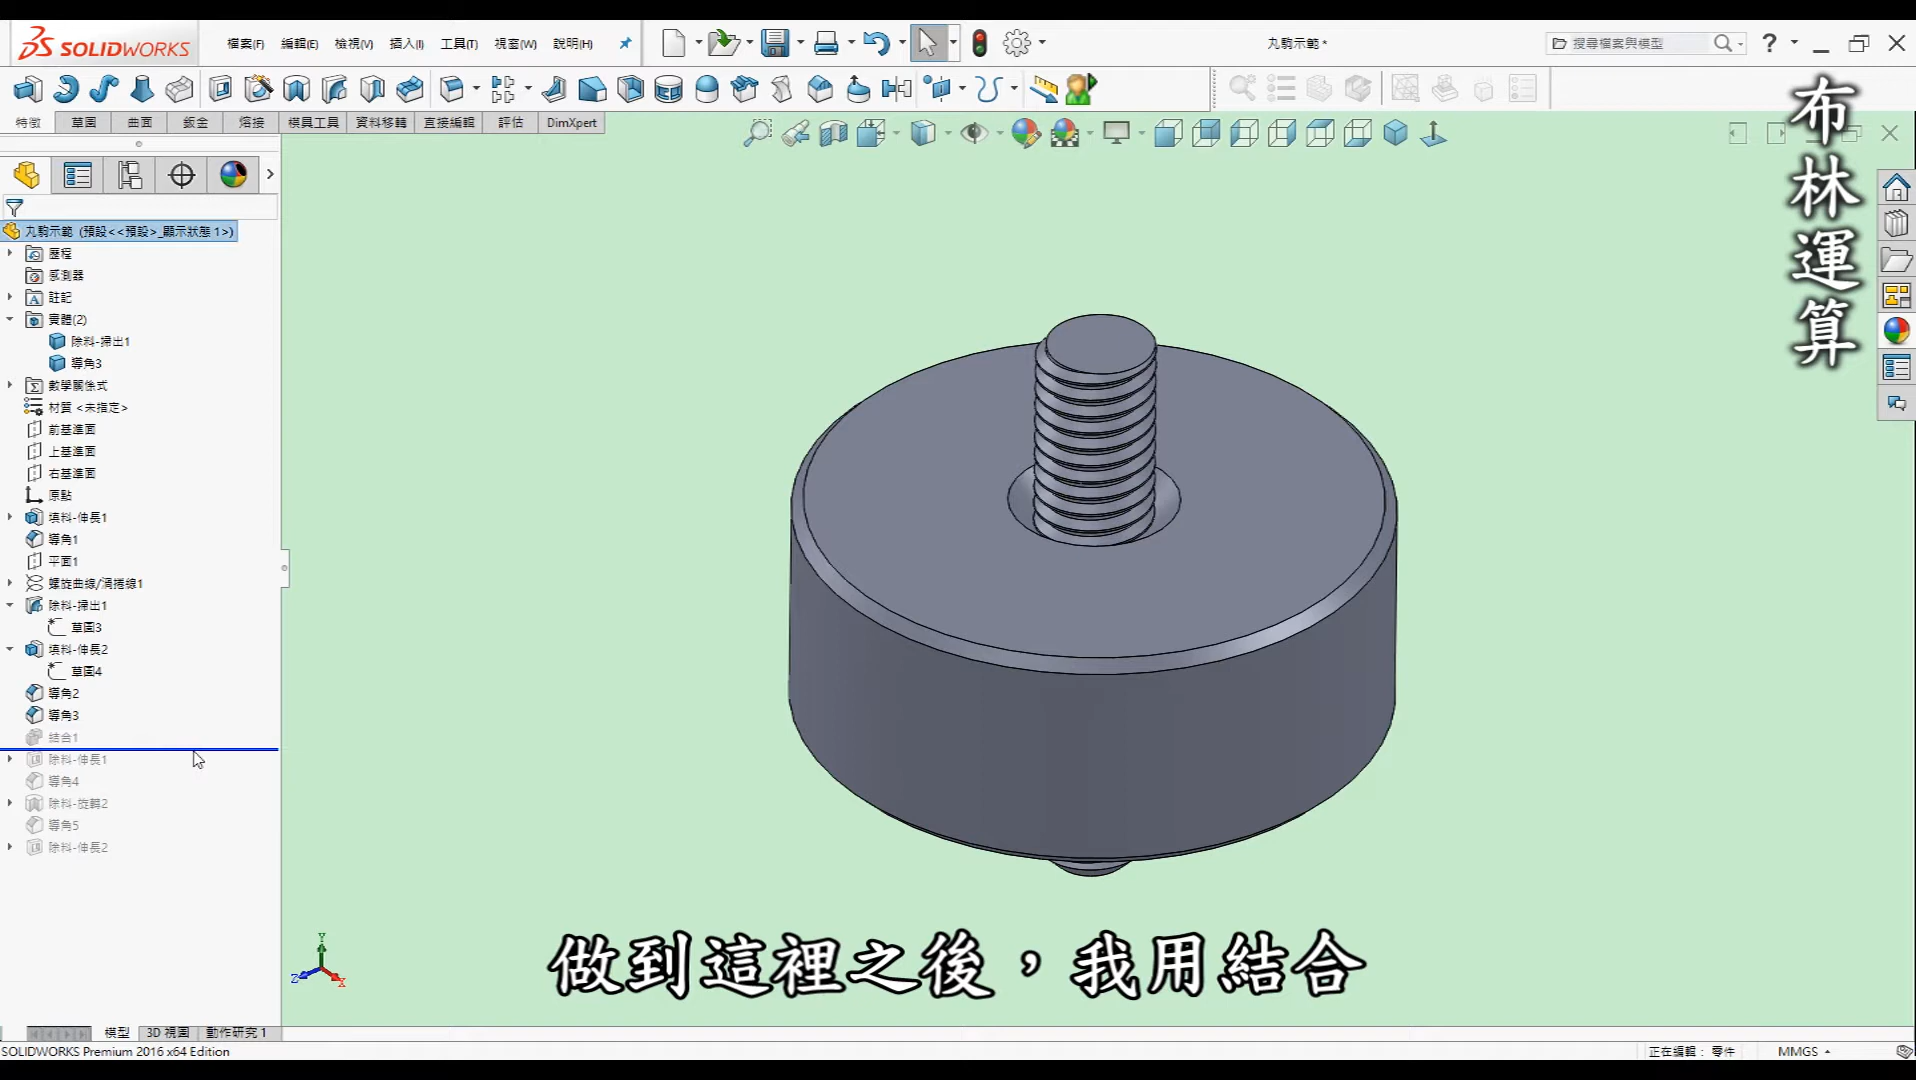 SOLIDWORKS
檔案(F) 編輯(E) 檢視(V) 插入(I) 工具(T) 視窗(W) 說明(H)
丸駒示範 *
搜尋檔案與模型
特徵 草圖 曲面 鈑金 熔接 模具工具 資料移轉 直接編輯 評估 DimXpert
布林運算
丸駒示範 (預設<<預設>_顯示狀態 1>)
歷程
感測器
註記
實體(2)
除料-掃出1
導角3
數學關係式
材質 <未指定>
前基準面
上基準面
右基準面
原點
填料-伸長1
導角1
平面1
螺旋曲線/渦捲線1
除料-掃出1
草圖3
填料-伸長2
草圖4
導角2
導角3
結合1
除料-伸長1
導角4
除料-旋轉2
導角5
除料-伸長2
Y
Z
X
做到這裡之後，我用結合
模型 3D 視圖 動作研究 1
SOLIDWORKS Premium 2016 x64 Edition
正在編輯： 零件
MMGS